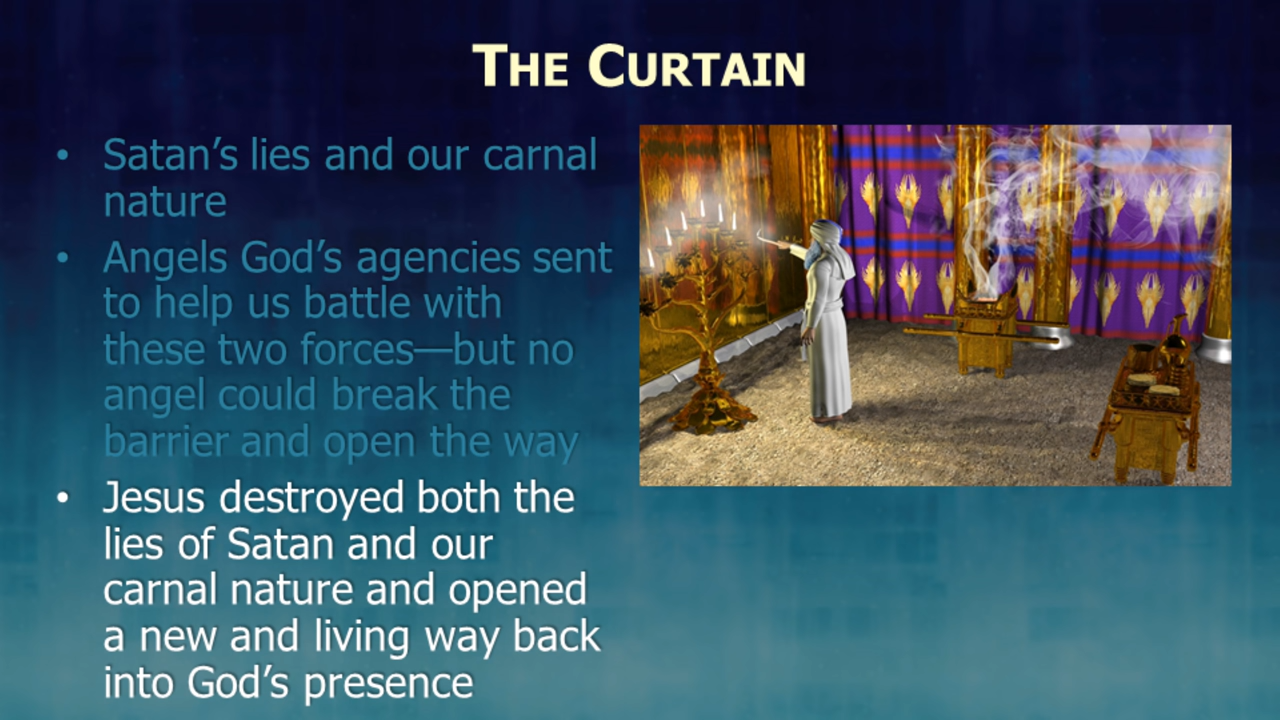 THE CURTAIN
• Satan’s lies and our carnal
nature
• Angels God’s agencies sent
to help us battle with
these two forces—but no
angel could break the
barrier and open the way
• Jesus destroyed both the
lies of Satan and our
carnal nature and opened
a new and living way back
into God’s presence